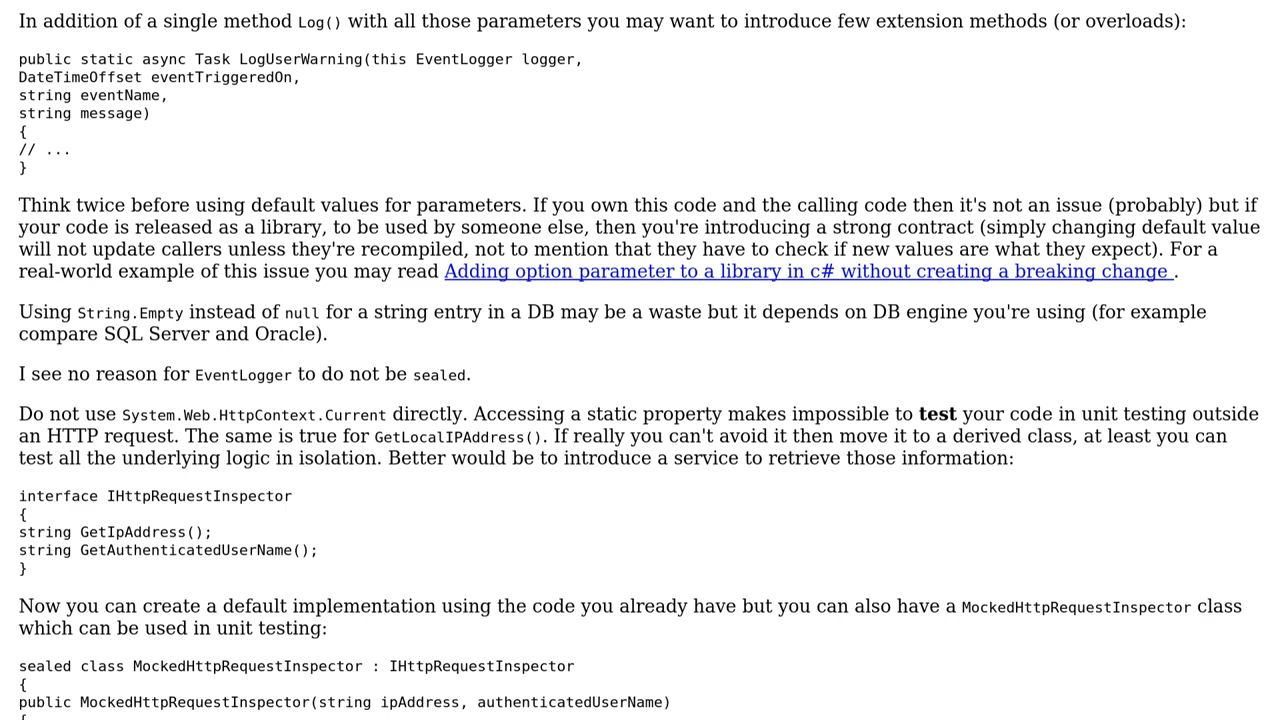 In addition of a single method Log() with all those parameters you may want to introduce few extension methods (or overloads):
public static async Task LogUserWarning(this EventLogger logger,
DateTimeOffset eventTriggeredOn,
string eventName,
string message)
{
// ...
}
Think twice before using default values for parameters. If you own this code and the calling code then it's not an issue (probably) but if
your code is released as a library, to be used by someone else, then you're introducing a strong contract (simply changing default value
will not update callers unless they're recompiled, not to mention that they have to check if new values are what they expect). For a
real-world example of this issue you may read Adding option parameter to a library in c# without creating a breaking change .
Using String.Empty instead of null for a string entry in a DB may be a waste but it depends on DB engine you're using (for example
compare SQL Server and Oracle).
I see no reason for EventLogger to do not be sealed.
Do not use System.Web.HttpContext.Current directly. Accessing a static property makes impossible to test your code in unit testing outside
an HTTP request. The same is true for GetLocalIPAddress(). If really you can't avoid it then move it to a derived class, at least you can
test all the underlying logic in isolation. Better would be to introduce a service to retrieve those information:
interface IHttpRequestInspector
{
string GetIpAddress();
string GetAuthenticatedUserName();
}
Now you can create a default implementation using the code you already have but you can also have a MockedHttpRequestInspector class
which can be used in unit testing:
sealed class MockedHttpRequestInspector : IHttpRequestInspector
{
public MockedHttpRequestInspector(string ipAddress, authenticatedUserName)
{